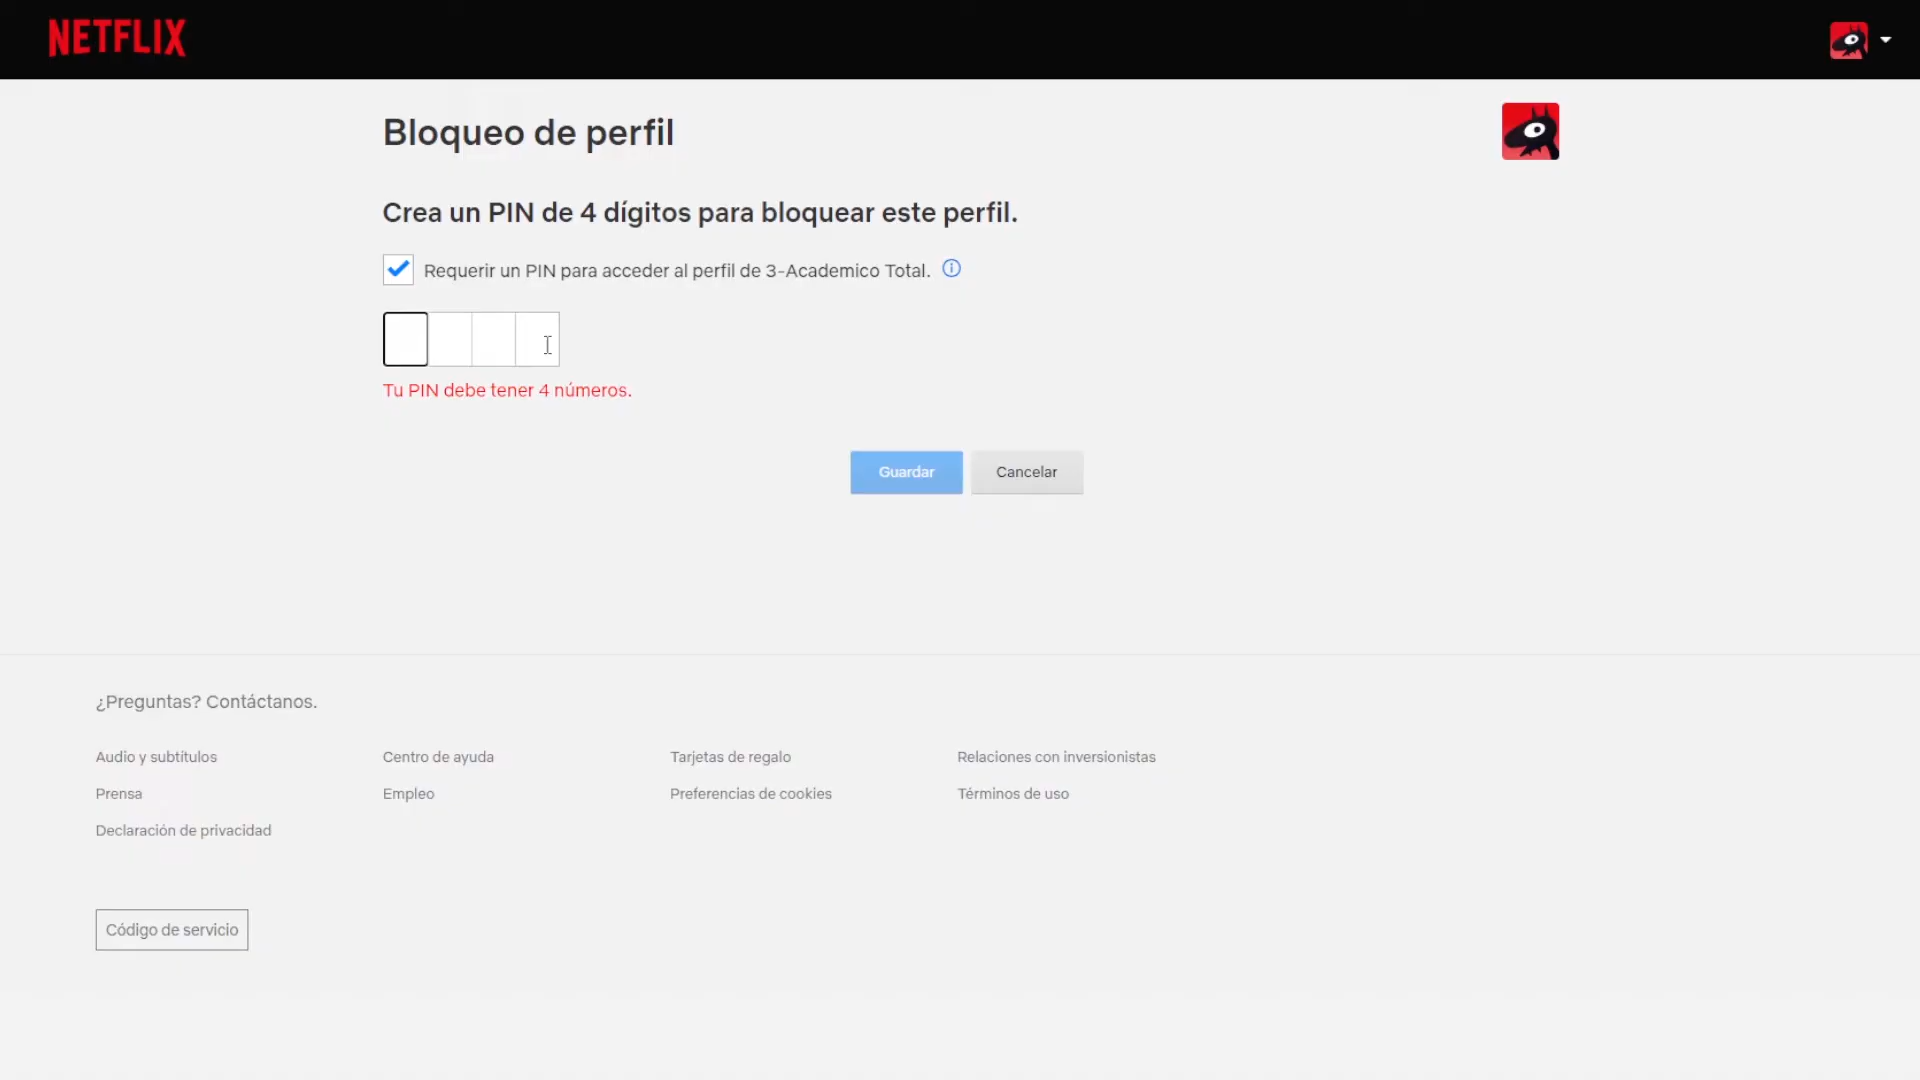 NETFLIX
Bloqueo de perfil
Crea un PIN de 4 dígitos para bloquear este perfil.
Requerir un PIN para acceder al perfil de 3-Academico Total.
Tu PIN debe tener 4 números.
Guardar Cancelar
¿Preguntas? Contáctanos.
Audio y subtítulos Centro de ayuda Tarjetas de regalo Relaciones con inversionistas
Prensa Empleo Preferencias de cookies Términos de uso
Declaración de privacidad
Código de servicio